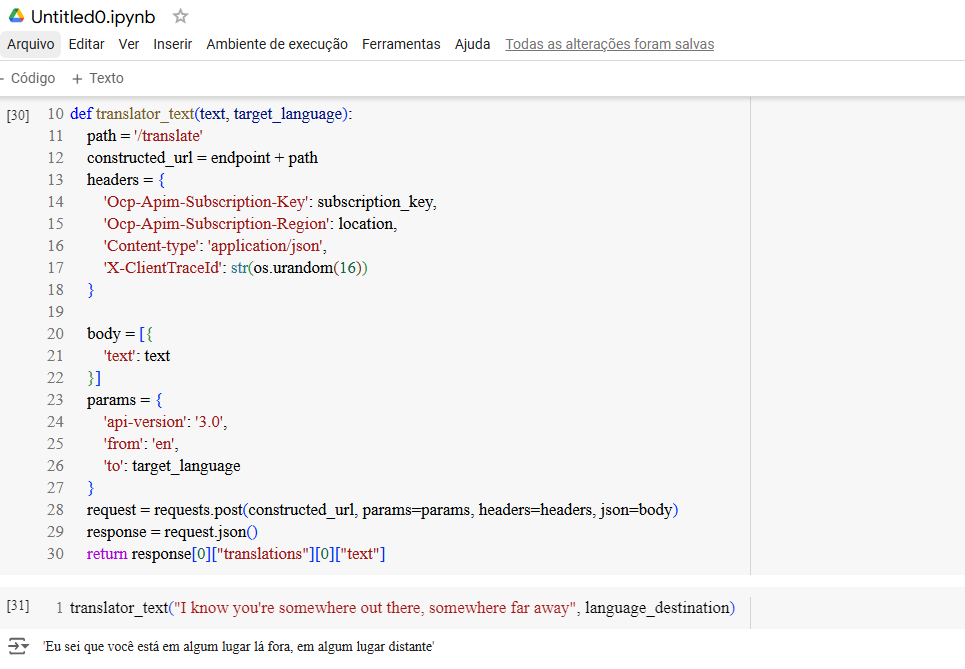 Untitled0.ipynb
Arquivo Editar Ver Inserir Ambiente de execução Ferramentas Ajuda Todas as alterações foram salvas
Código + Texto
[30] 10 def translator_text(text, target_language):
11 path = '/translate'
12 constructed_url = endpoint + path
13 headers = {
14 'Ocp-Apim-Subscription-Key': subscription_key,
15 'Ocp-Apim-Subscription-Region': location,
16 'Content-type': 'application/json',
17 'X-ClientTraceId': str(os.urandom(16))
18 }
19
20 body = [{
21 'text': text
22 }]
23 params = {
24 'api-version': '3.0',
25 'from': 'en',
26 'to': target_language
27 }
28 request = requests.post(constructed_url, params=params, headers=headers, json=body)
29 response = request.json()
30 return response[0]["translations"][0]["text"]
[31] 1 translator_text("I know you're somewhere out there, somewhere far away", language_destination)
'Eu sei que você está em algum lugar lá fora, em algum lugar distante'